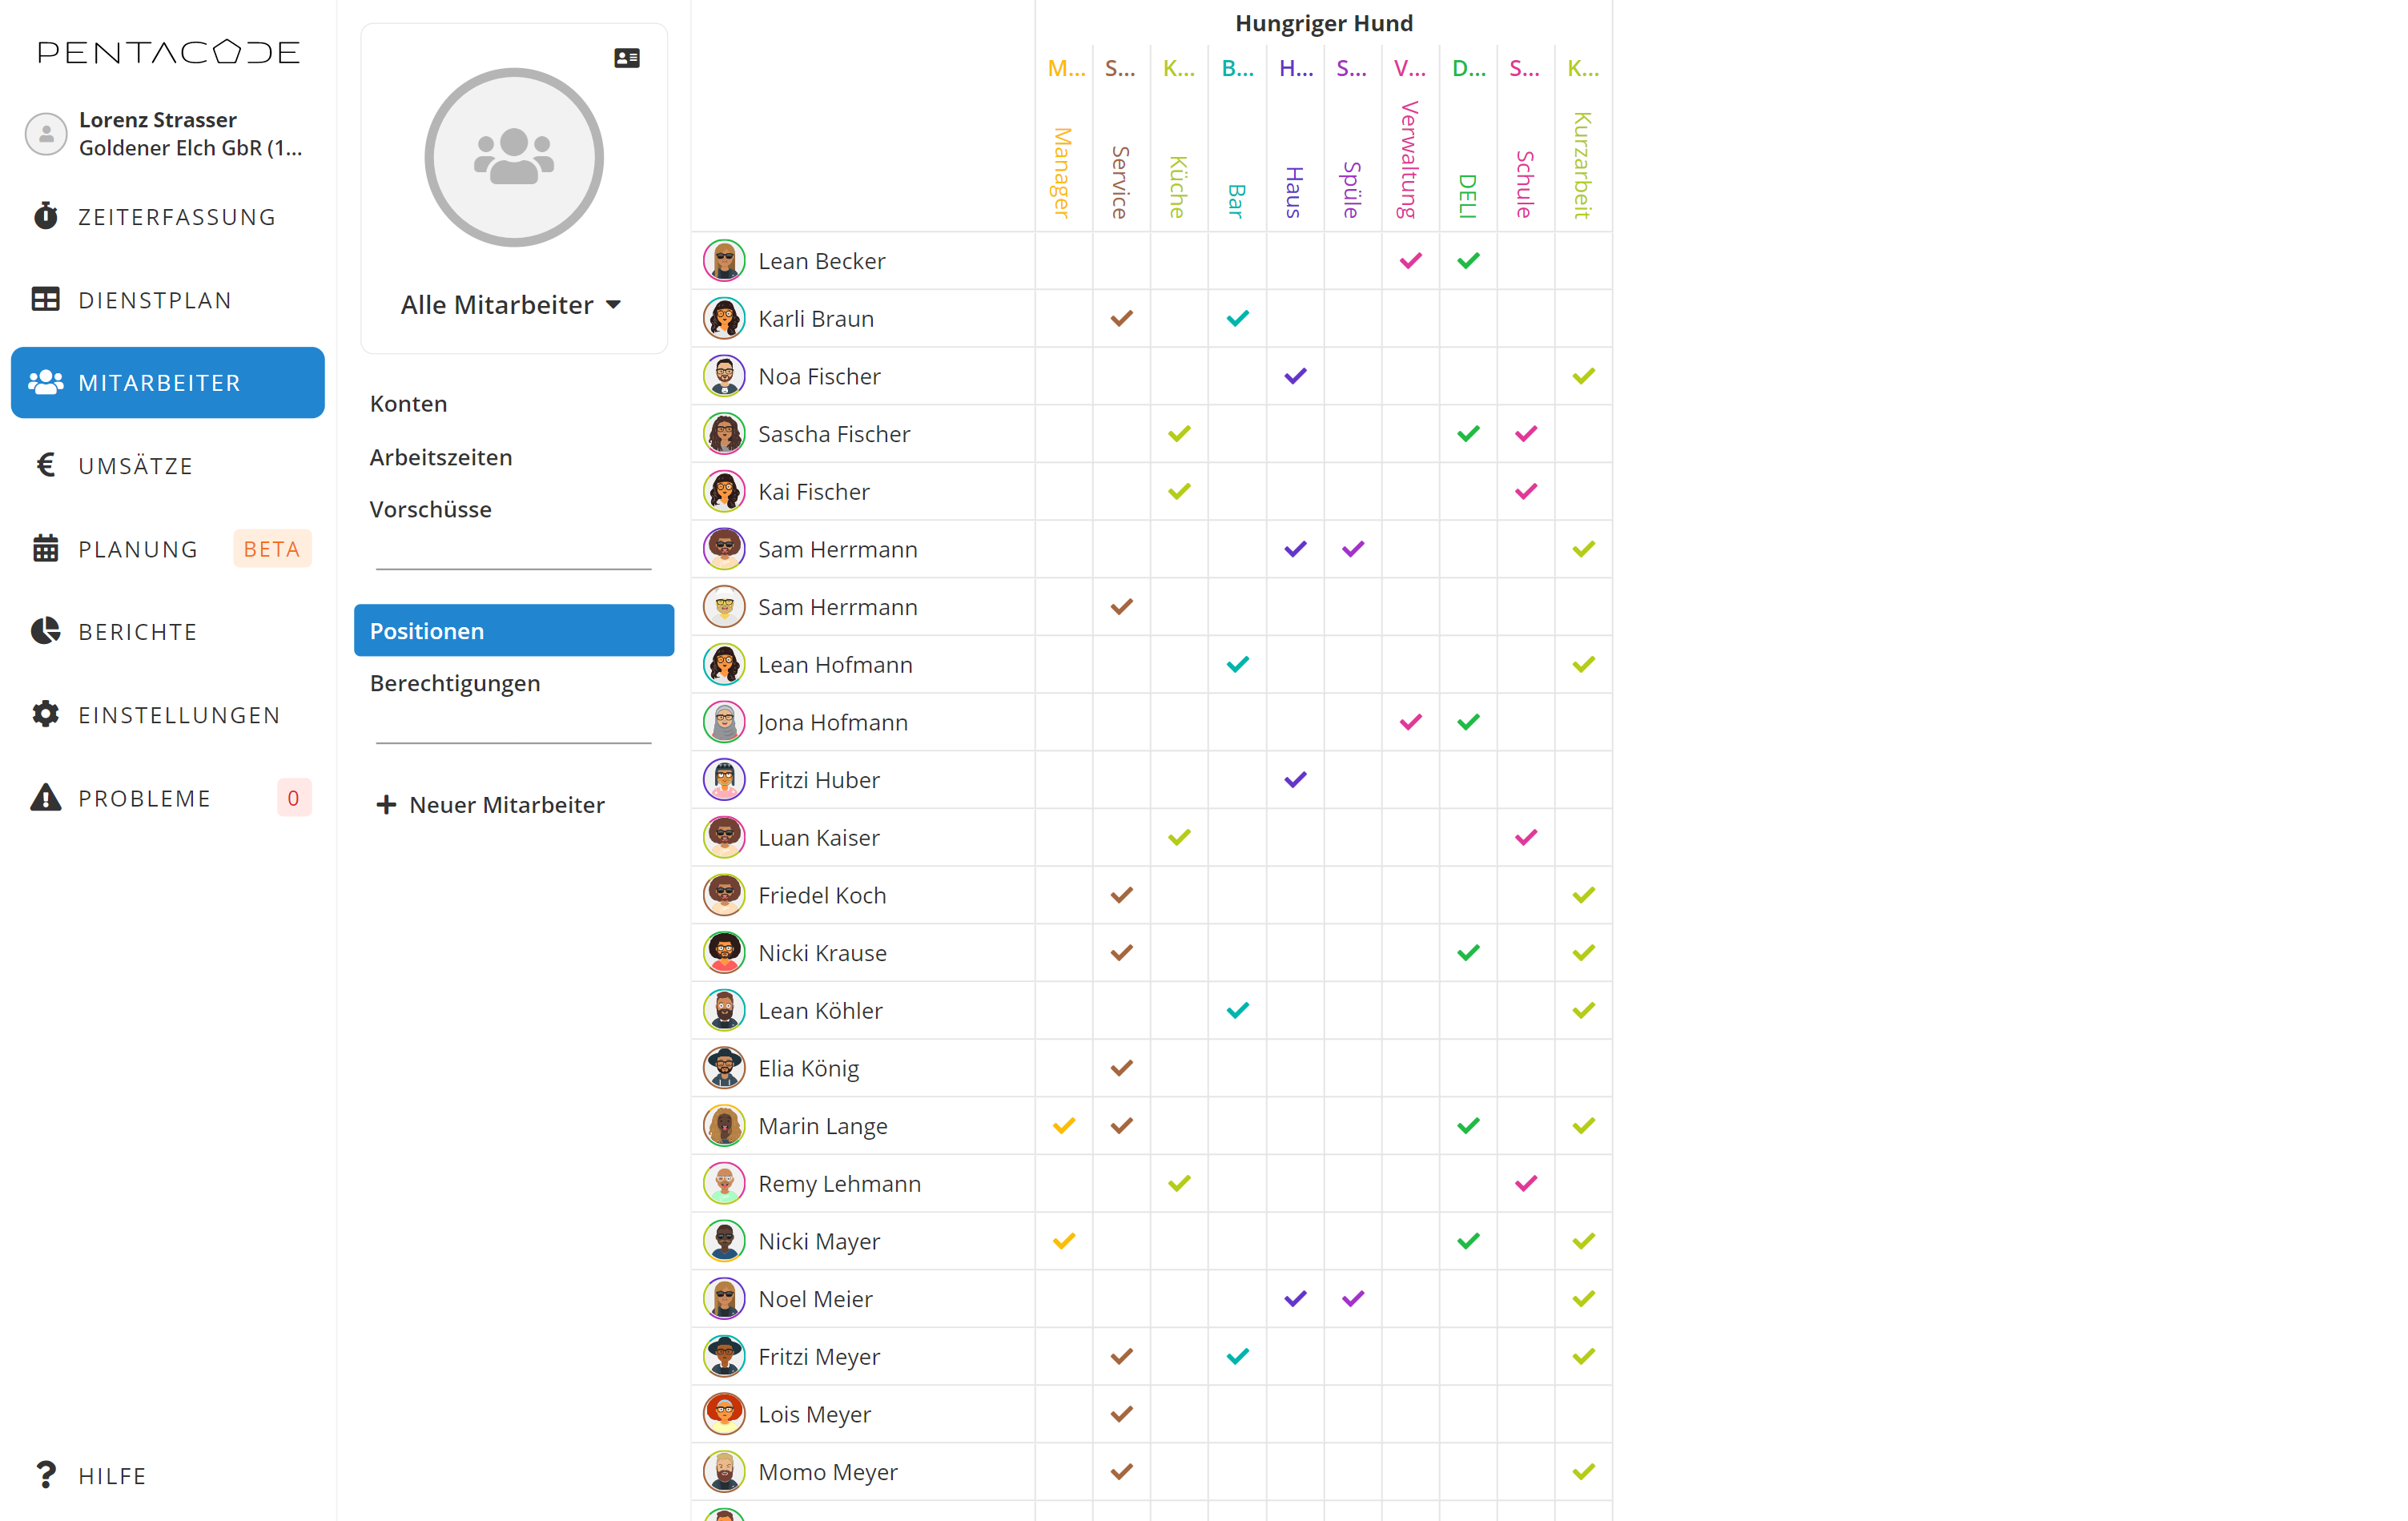 PENTACODE
Lorenz Strasser
Goldener Elch GbR (1...
ZEITERFASSUNG
DIENSTPLAN
MITARBEITER
UMSÄTZE
PLANUNG BETA
BERICHTE
EINSTELLUNGEN
PROBLEME 0
HILFE
Alle Mitarbeiter
Konten
Arbeitszeiten
Vorschüsse
Positionen
Berechtigungen
Neuer Mitarbeiter
Hungriger Hund
M... S... K... B... H... S... V... D... S... K...
Manager Service Küche Bar Haus Spüle Verwaltung DELI Schule Kurzarbeit
Lean Becker
Karli Braun
Noa Fischer
Sascha Fischer
Kai Fischer
Sam Herrmann
Sam Herrmann
Lean Hofmann
Jona Hofmann
Fritzi Huber
Luan Kaiser
Friedel Koch
Nicki Krause
Lean Köhler
Elia König
Marin Lange
Remy Lehmann
Nicki Mayer
Noel Meier
Fritzi Meyer
Lois Meyer
Momo Meyer